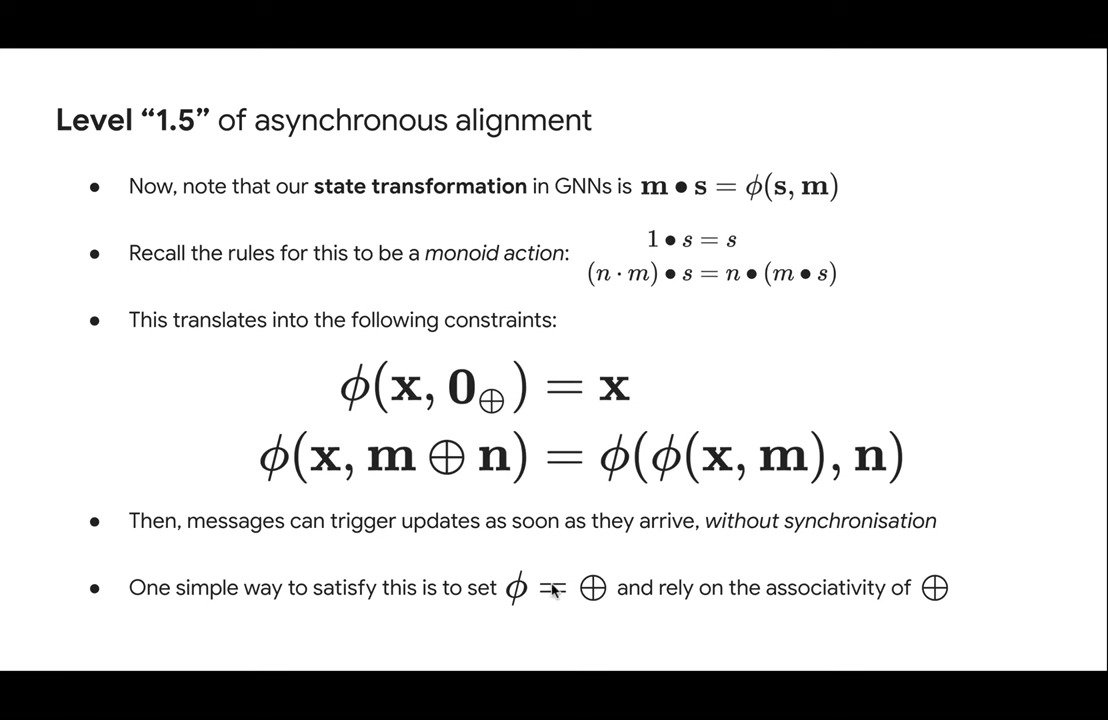 Level “1.5” of asynchronous alignment
● Now, note that our state transformation in GNNs is m • s = ϕ(s, m)
● Recall the rules for this to be a monoid action:
1 • s = s
(n · m) • s = n • (m • s)
● This translates into the following constraints:
ϕ(x, 0⊕) = x
ϕ(x, m ⊕ n) = ϕ(ϕ(x, m), n)
● Then, messages can trigger updates as soon as they arrive, without synchronisation
● One simple way to satisfy this is to set ϕ = ⊕ and rely on the associativity of ⊕